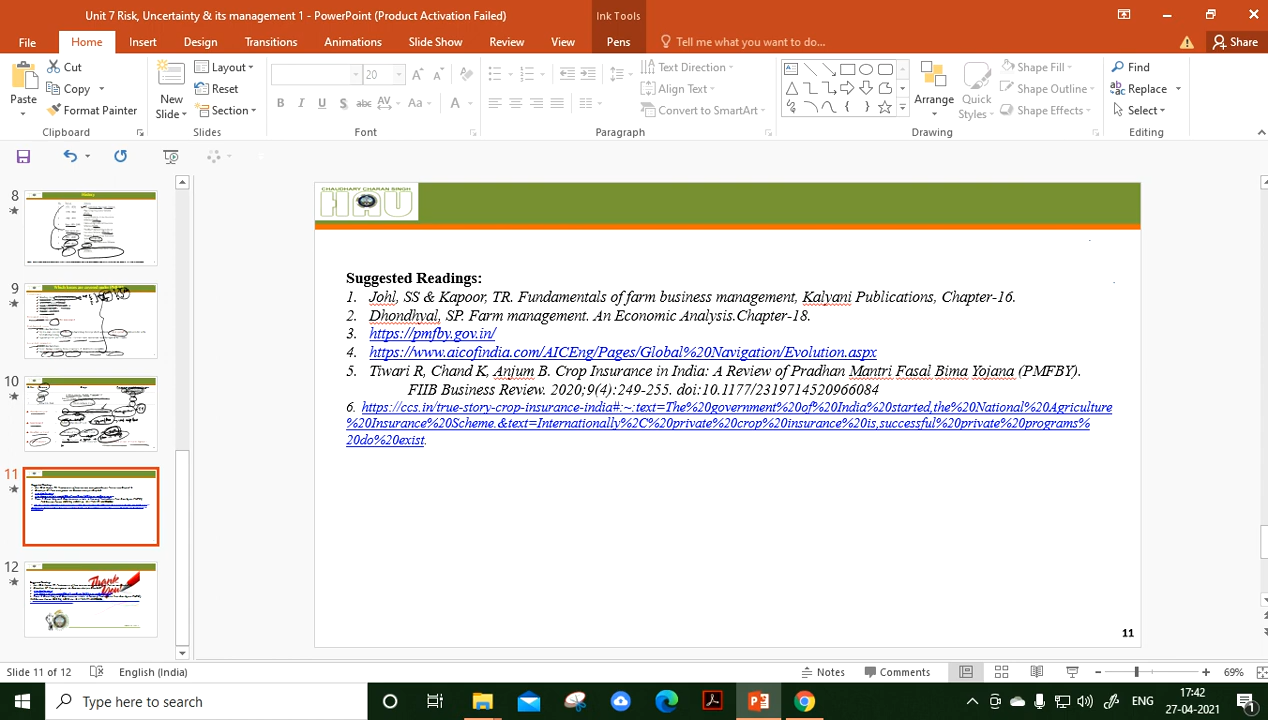 Unit 7 Risk, Uncertainty & its management 1 - PowerPoint (Product Activation Failed)
Ink Tools
File
Home
Insert
Design
Transitions
Animations
Slide Show
Review
View
Pens
Tell me what you want to do...
Share
Paste
Cut
Copy
Format Painter
Clipboard
New
Slide
Layout
Reset
Section
Slides
20
B I U S abc AV Aa A
Font
Text Direction
Align Text
Convert to SmartArt
Paragraph
Arrange
Quick
Styles
Shape Fill
Shape Outline
Shape Effects
Drawing
Find
Replace
Select
Editing
8
9
10
11
12
Thank
You!
CHAUDHARY CHARAN SINGH
HAU
Suggested Readings:
1. Johl, SS & Kapoor, TR. Fundamentals of farm business management, Kalyani Publications, Chapter-16.
2. Dhondhyal, SP. Farm management. An Economic Analysis.Chapter-18.
3. https://pmfby.gov.in/
4. https://www.aicofindia.com/AICEng/Pages/Global%20Navigation/Evolution.aspx
5. Tiwari R, Chand K, Anjum B. Crop Insurance in India: A Review of Pradhan Mantri Fasal Bima Yojana (PMFBY).
FIIB Business Review. 2020;9(4):249-255. doi:10.1177/2319714520966084
6. https://ccs.in/true-story-crop-insurance-india#:~:text=The%20government%20of%20India%20started,the%20National%20Agriculture
%20Insurance%20Scheme.&text=Internationally%2C%20private%20crop%20insurance%20is,successful%20private%20programs%
20do%20exist.
11
Slide 11 of 12
English (India)
Notes
Comments
69%
Type here to search
ENG
17:42
27-04-2021
1